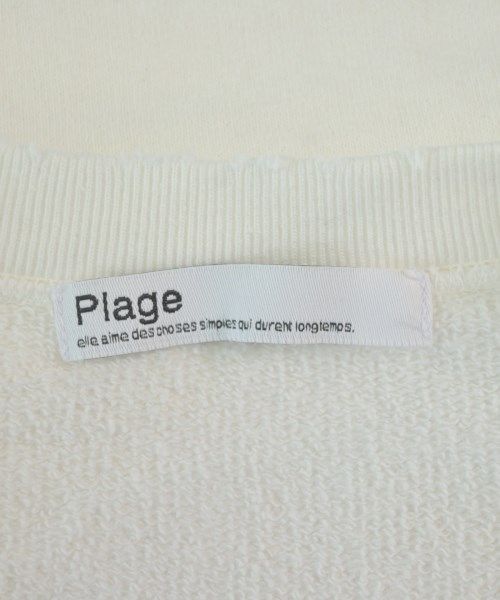 Plage
elle aime des choses simples qui durent longtemps.